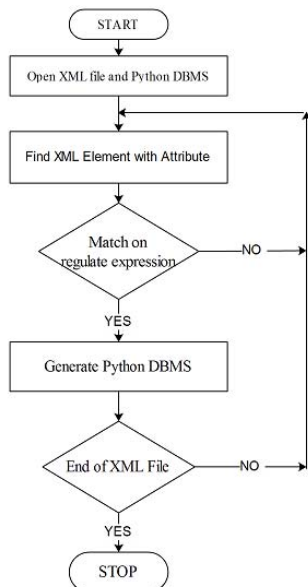 START
Open XML file and Python DBMS
Find XML Element with Attribute
Match on
regulate expression
NO
YES
Generate Python DBMS
End of XML File
NO
YES
STOP